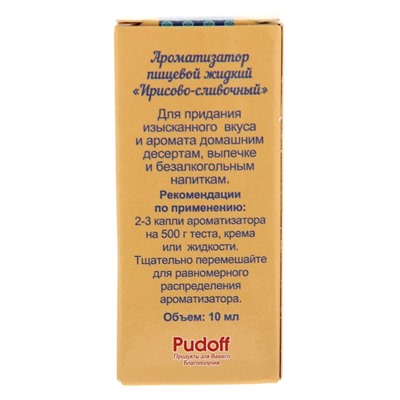 Ароматизатор
пищевой жидкий
«Ирисово-сливочный»
Для придания
изысканного вкуса
и аромата домашним
десертам, выпечке
и безалкогольным
напиткам.
Рекомендации
по применению:
2-3 капли ароматизатора
на 500 г теста, крема
или жидкости.
Тщательно перемешайте
для равномерного
распределения
ароматизатора.
Объем: 10 мл
Pudoff
Продукты для Вашего
Благополучия